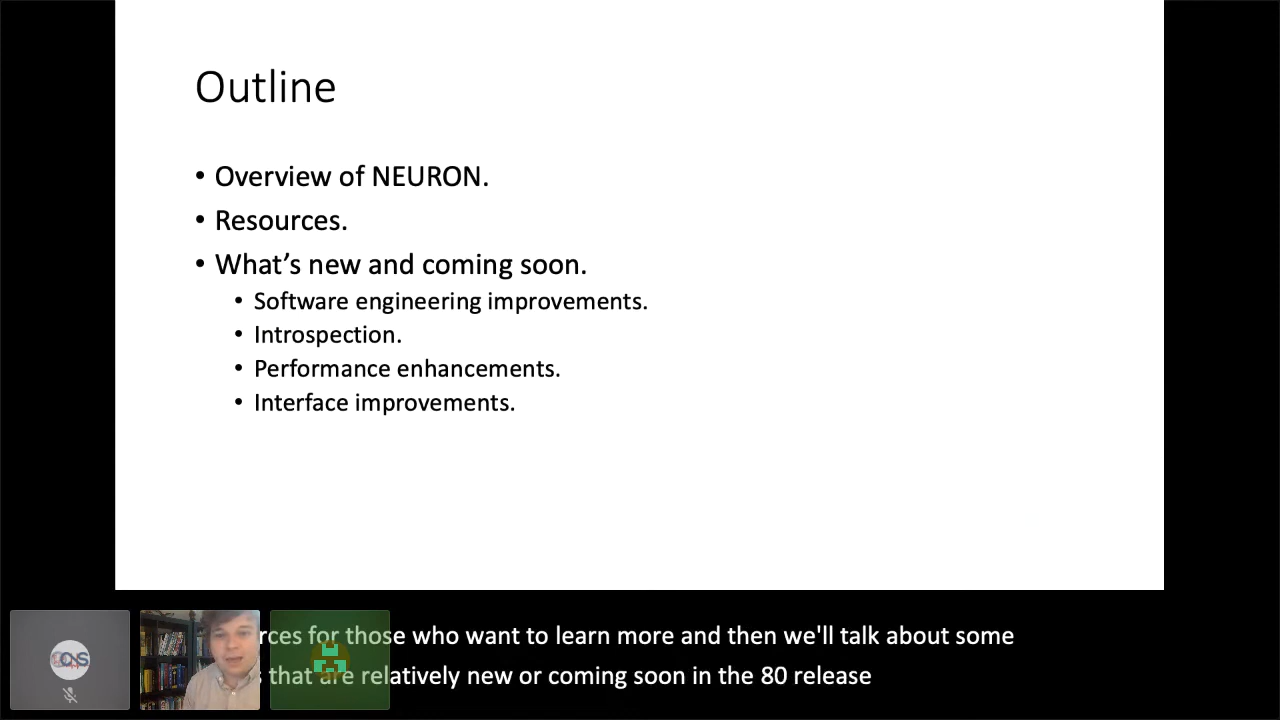 Outline
• Overview of NEURON.
• Resources.
• What’s new and coming soon.
• Software engineering improvements.
• Introspection.
• Performance enhancements.
• Interface improvements.
for those who want to learn more and then we'll talk about some
that are relatively new or coming soon in the 80 release